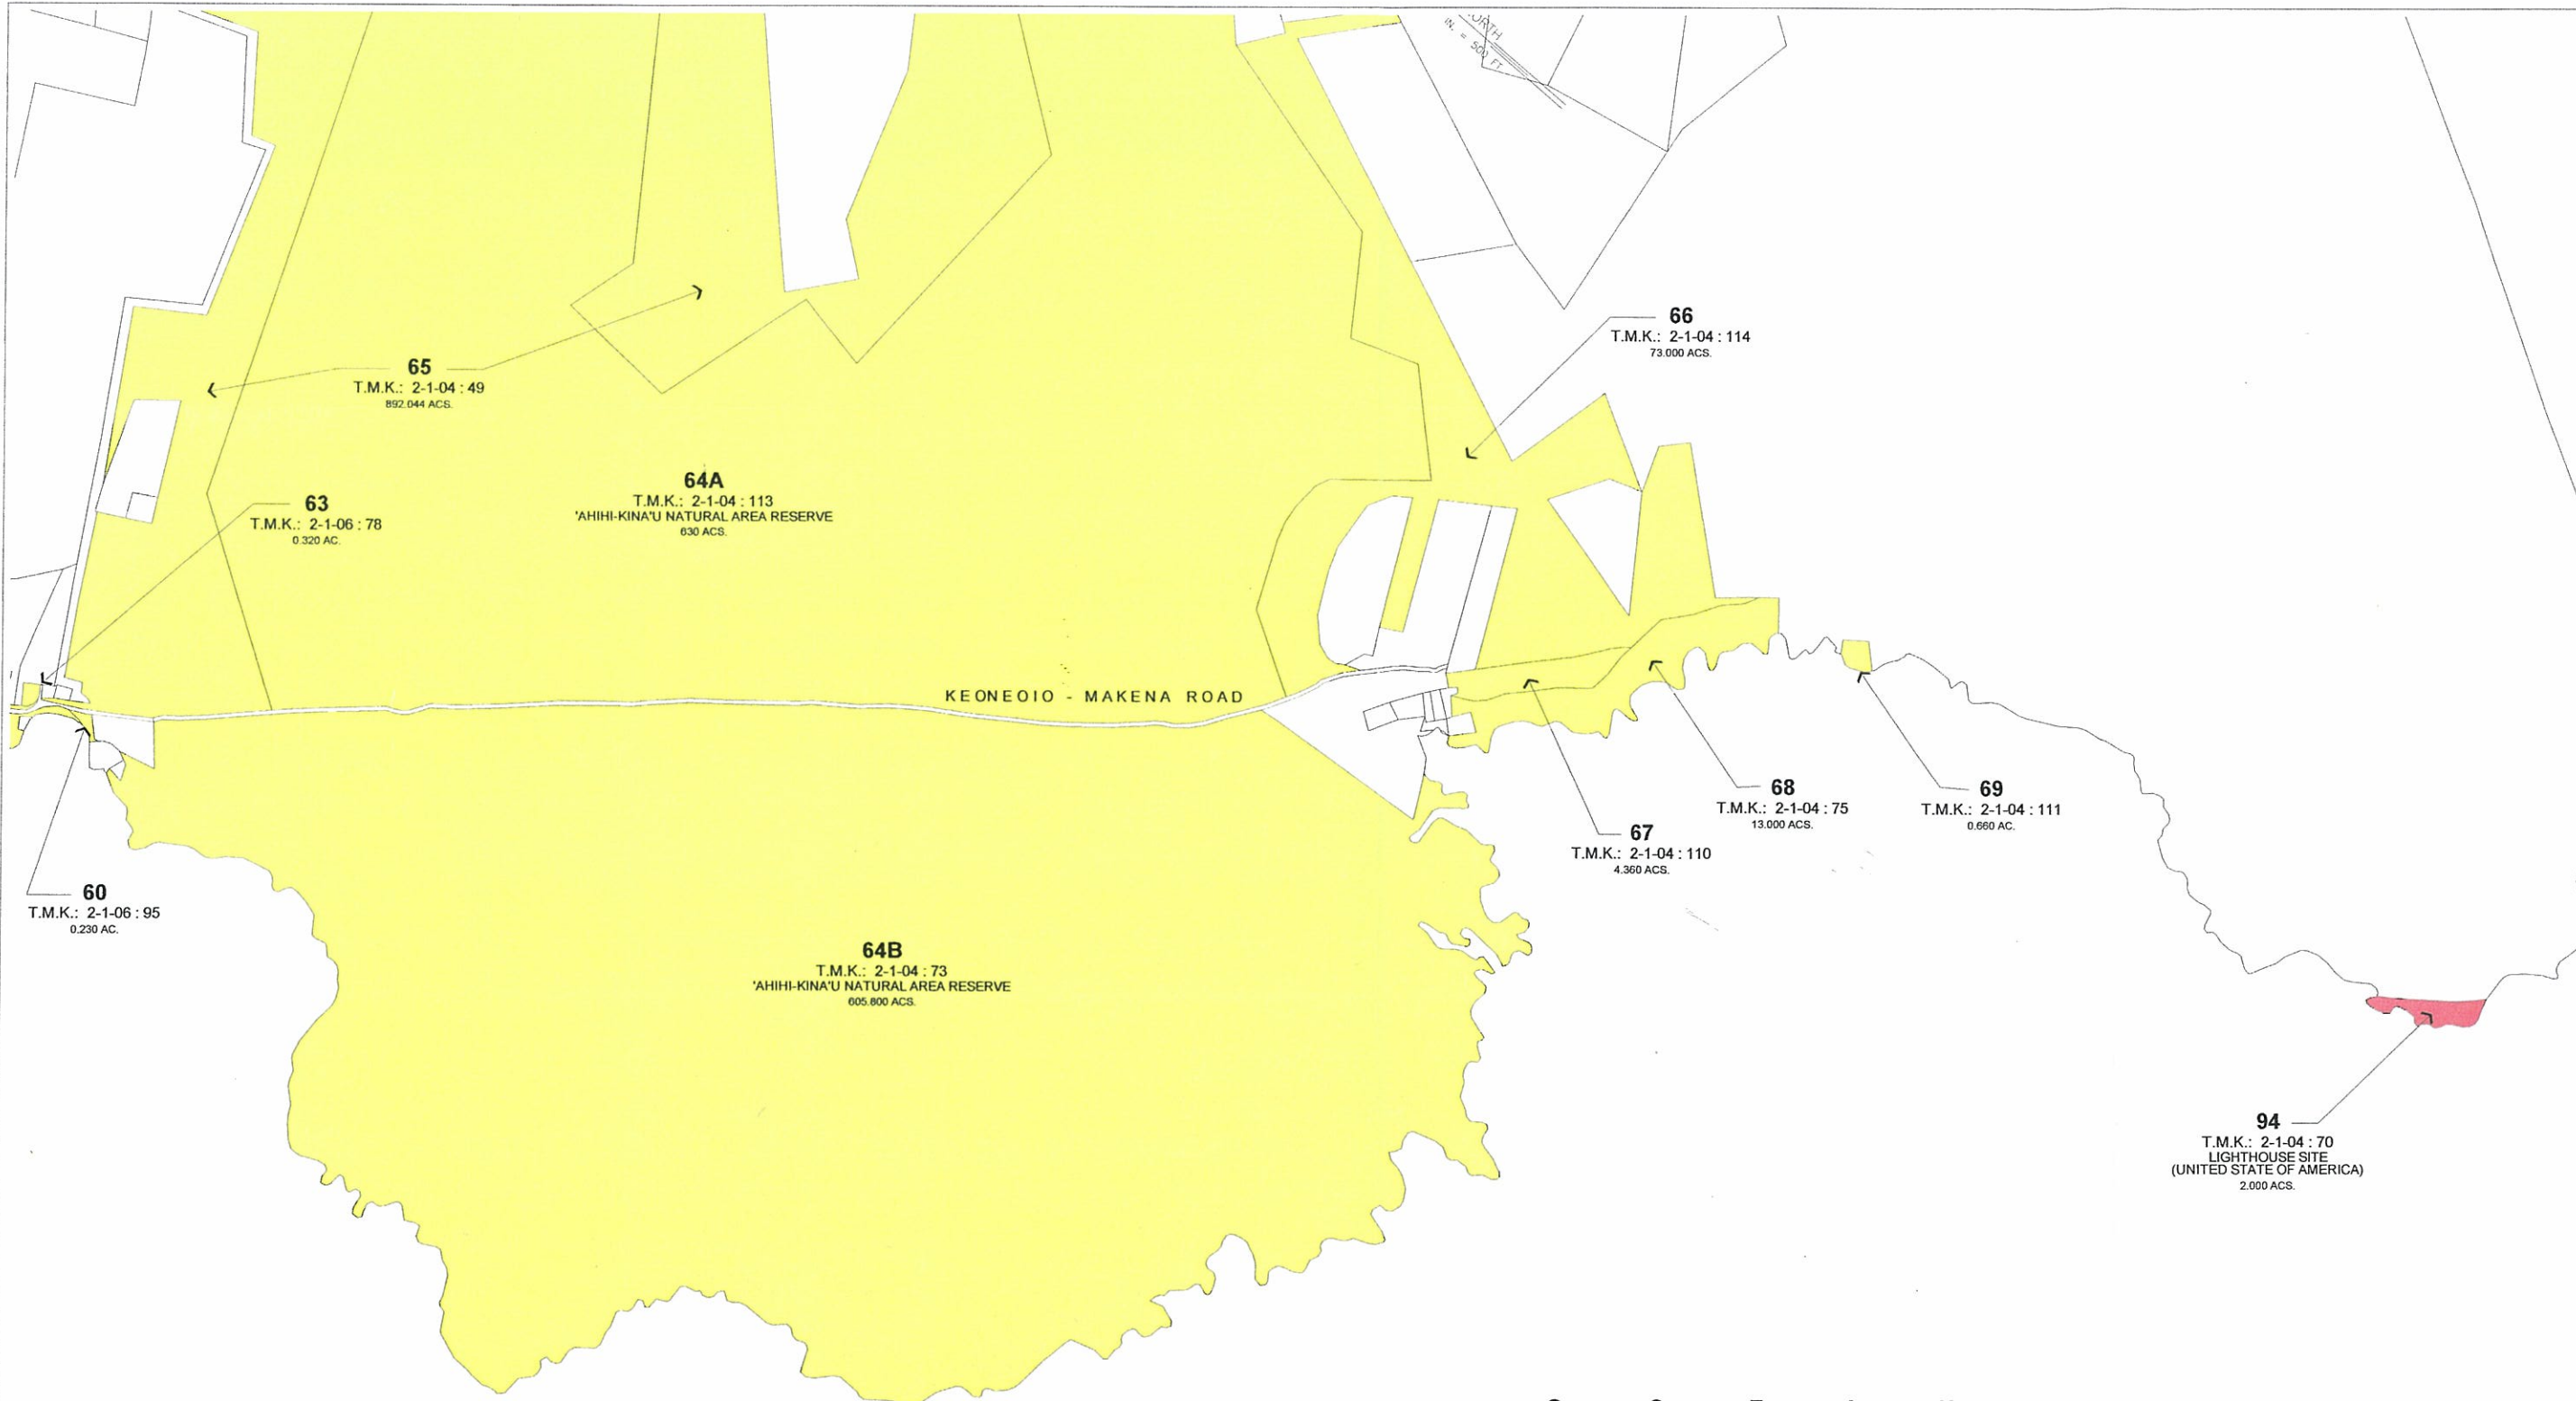 IN. = 500 FT
66
T.M.K.: 2-1-04 : 114
73.000 ACS.
65
T.M.K.: 2-1-04 : 49
892.044 ACS.
64A
T.M.K.: 2-1-04 : 113
'AHIHI-KINA'U NATURAL AREA RESERVE
630 ACS.
63
T.M.K.: 2-1-06 : 78
0.320 AC.
KEONEOIO - MAKENA ROAD
68
T.M.K.: 2-1-04 : 75
13.000 ACS.
69
T.M.K.: 2-1-04 : 111
0.660 AC.
67
T.M.K.: 2-1-04 : 110
4.360 ACS.
60
T.M.K.: 2-1-06 : 95
0.230 AC.
64B
T.M.K.: 2-1-04 : 73
'AHIHI-KINA'U NATURAL AREA RESERVE
605.800 ACS.
94
T.M.K.: 2-1-04 : 70
LIGHTHOUSE SITE
(UNITED STATE OF AMERICA)
2.000 ACS.